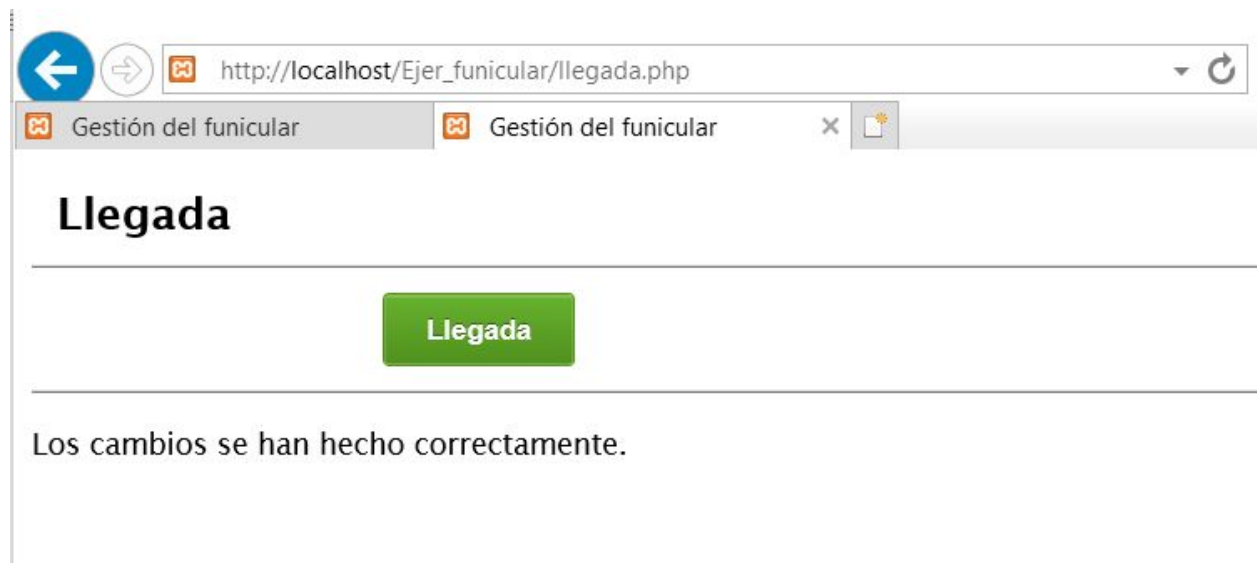 http://localhost/Ejer_funicular/llegada.php
Gestión del funicular
Gestión del funicular
Llegada
Llegada
Los cambios se han hecho correctamente.